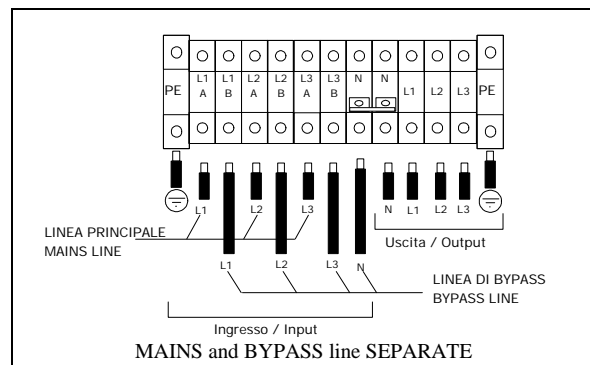 PE L1 L1 L2 L2 L3 L3 N N L1 L2 L3 PE
A B A B A B
L1 L2 L3 N L1 L2 L3
LINEA PRINCIPALE
MAINS LINE
Uscita / Output
L1 L2 L3 N
LINEA DI BYPASS
BYPASS LINE
Ingresso / Input
MAINS and BYPASS line SEPARATE